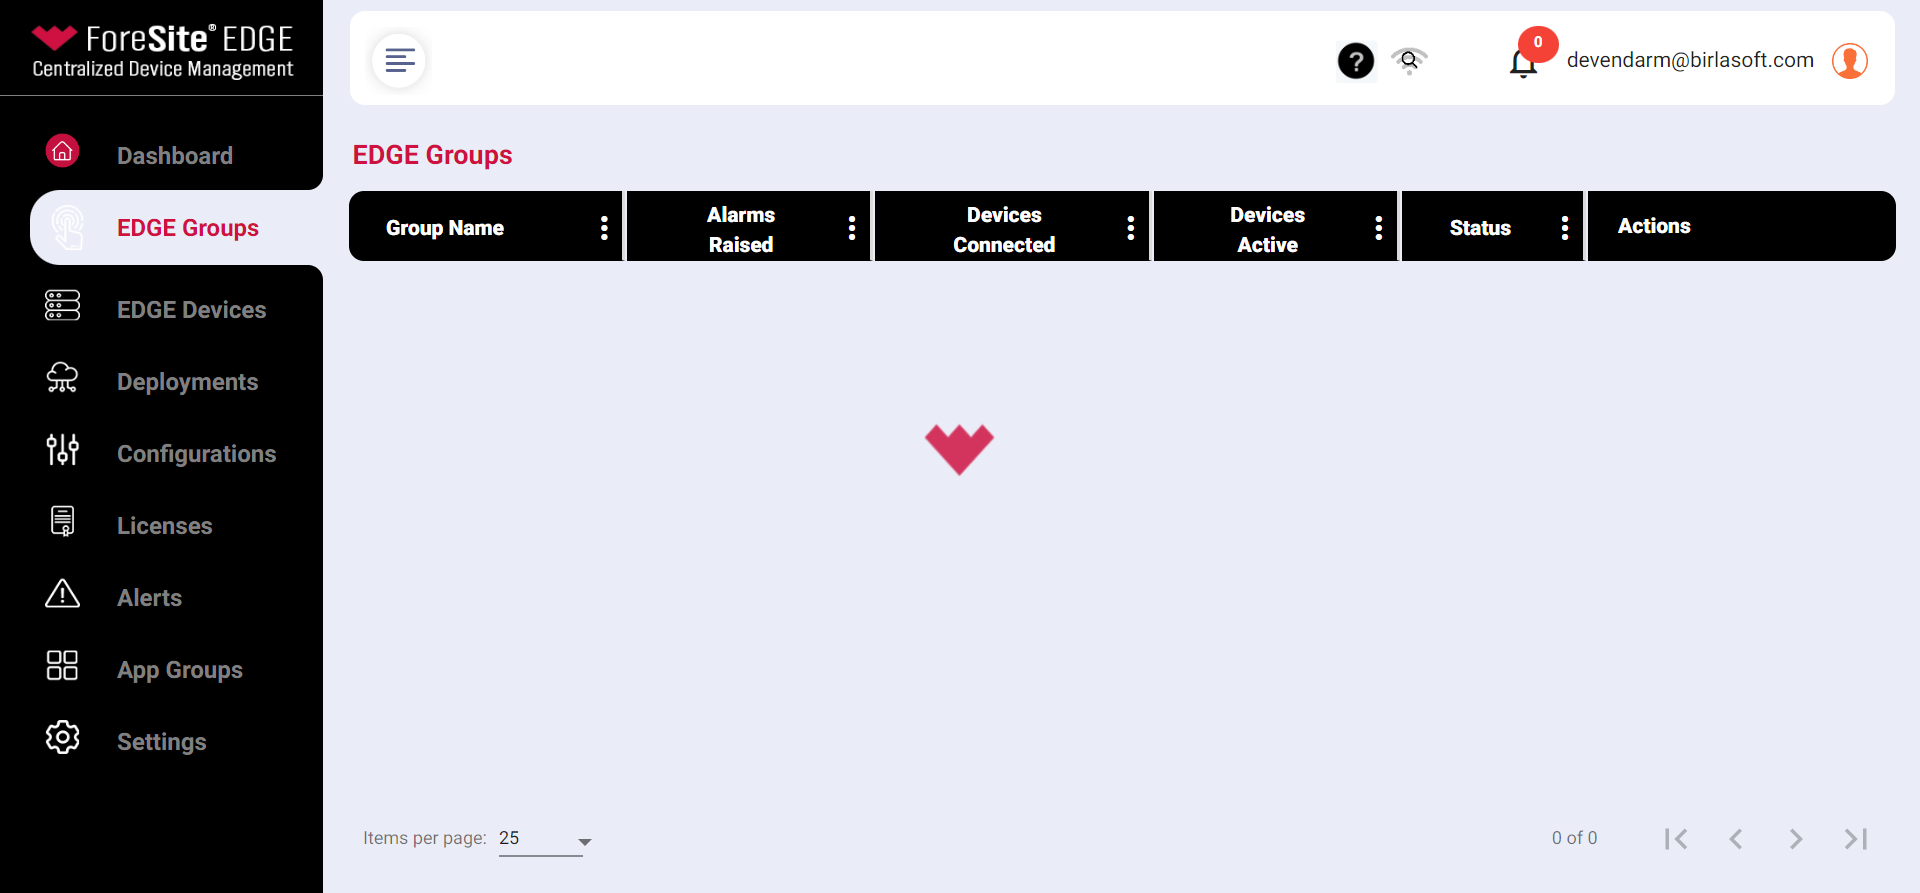 ForeSite® EDGE
Centralized Device Management
Dashboard
EDGE Groups
EDGE Devices
Deployments
Configurations
Licenses
Alerts
App Groups
Settings
?
0
devendarm@birlasoft.com
EDGE Groups
Group Name
Alarms
Raised
Devices
Connected
Devices
Active
Status
Actions
Items per page: 25
0 of 0